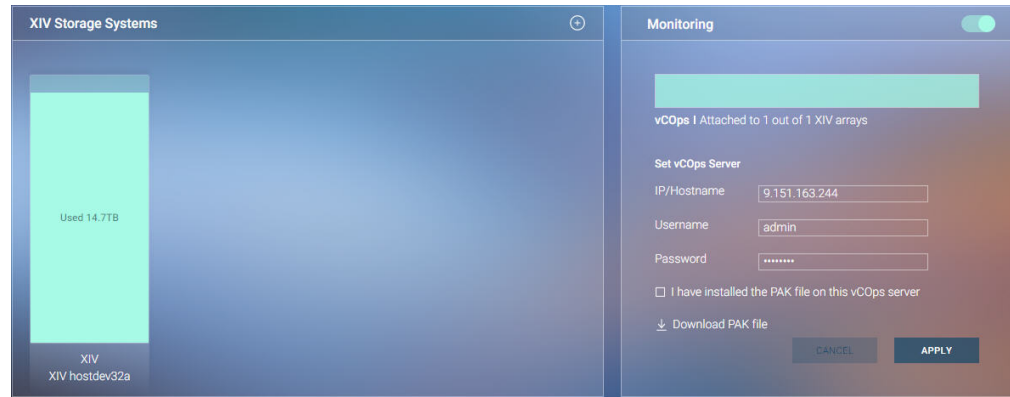 XIV Storage Systems
Used 14.7TB
XIV
XIV hostdev32a
Monitoring
vCOps I Attached to 1 out of 1 XIV arrays
Set vCOps Server
IP/Hostname 9.151.163.244
Username admin
Password ••••••••
I have installed the PAK file on this vCOps server
Download PAK file
CANCEL APPLY